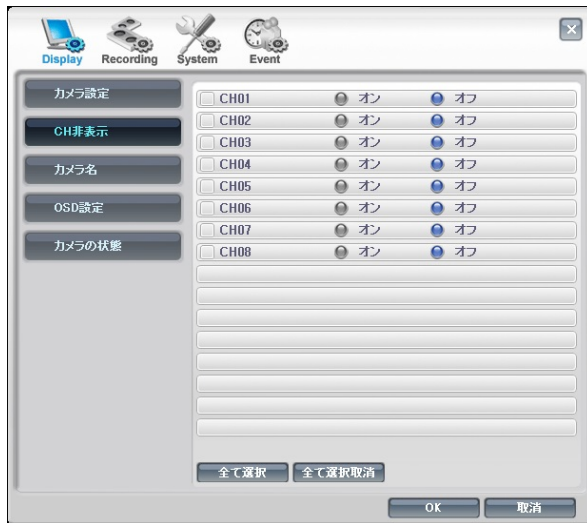 Display Recording System Event
カメラ設定
CH非表示
カメラ名
OSD設定
カメラの状態
CH01 オン オフ
CH02 オン オフ
CH03 オン オフ
CH04 オン オフ
CH05 オン オフ
CH06 オン オフ
CH07 オン オフ
CH08 オン オフ
全て選択 全て選択取消
OK 取消